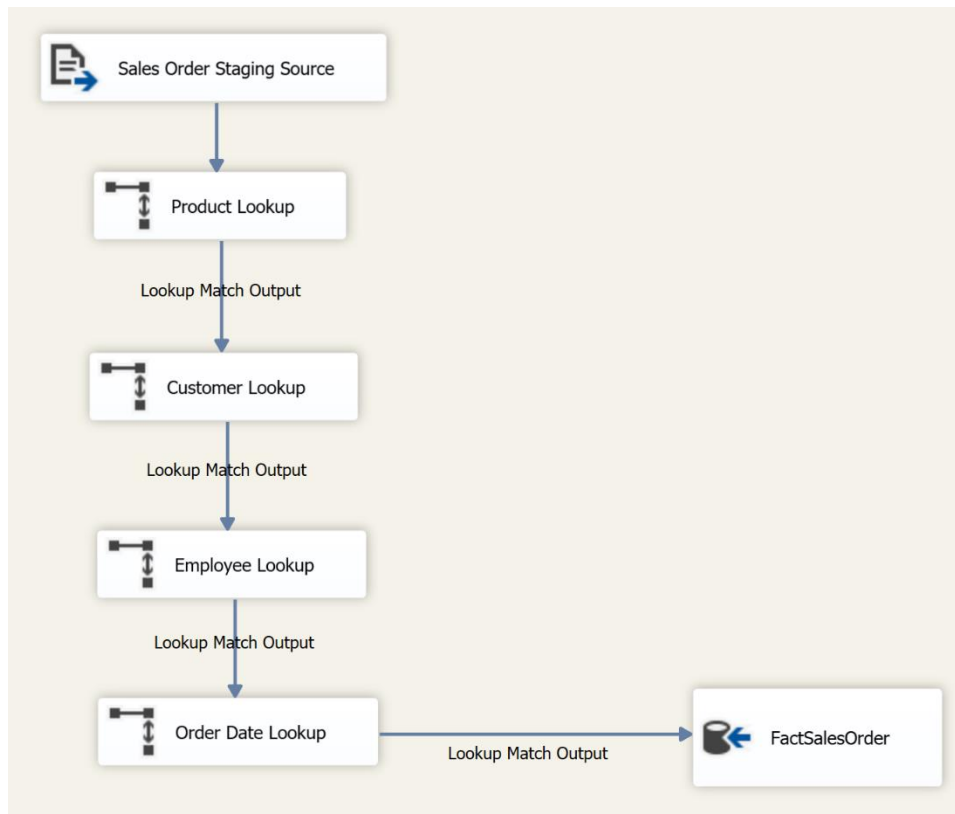 Sales Order Staging Source
Product Lookup
Lookup Match Output
Customer Lookup
Lookup Match Output
Employee Lookup
Lookup Match Output
Order Date Lookup
Lookup Match Output
FactSalesOrder